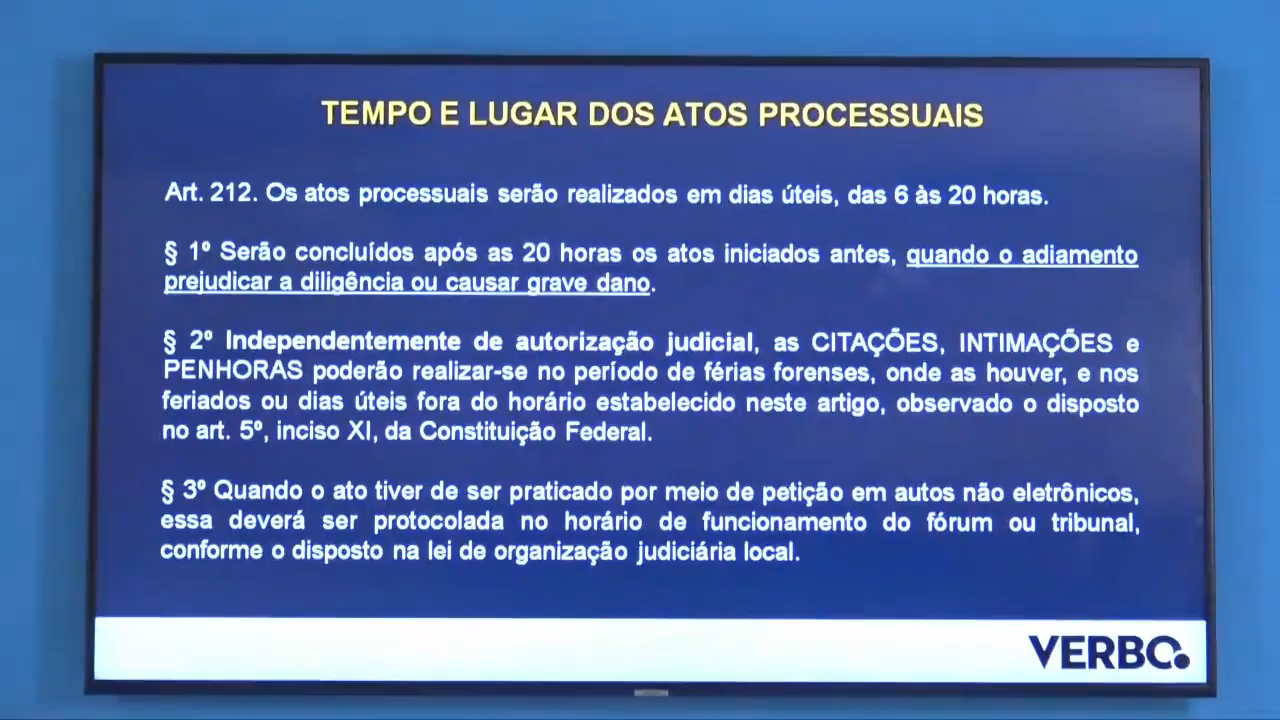 TEMPO E LUGAR DOS ATOS PROCESSUAIS
Art. 212. Os atos processuais serão realizados em dias úteis, das 6 às 20 horas.
§ 1º Serão concluídos após as 20 horas os atos iniciados antes, quando o adiamento
prejudicar a diligência ou causar grave dano.
§ 2º Independentemente de autorização judicial, as CITAÇÕES, INTIMAÇÕES e
PENHORAS poderão realizar-se no período de férias forenses, onde as houver, e nos
feriados ou dias úteis fora do horário estabelecido neste artigo, observado o disposto
no art. 5º, inciso XI, da Constituição Federal.
§ 3º Quando o ato tiver de ser praticado por meio de petição em autos não eletrônicos,
essa deverá ser protocolada no horário de funcionamento do fórum ou tribunal,
conforme o disposto na lei de organização judiciária local.
VERBO